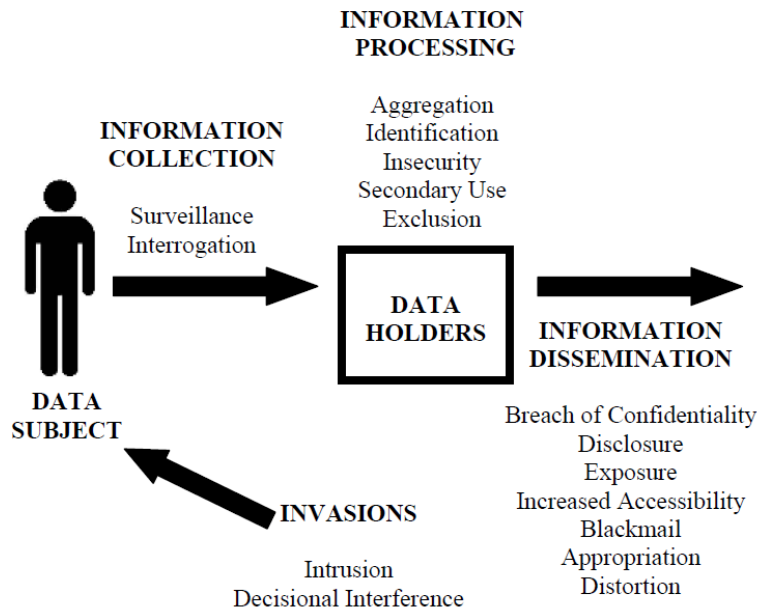 INFORMATION
PROCESSING
Aggregation
Identification
Insecurity
Secondary Use
Exclusion
INFORMATION
COLLECTION
Surveillance
Interrogation
DATA
HOLDERS
INFORMATION
DISSEMINATION
Breach of Confidentiality
Disclosure
Exposure
Increased Accessibility
Blackmail
Appropriation
Distortion
DATA
SUBJECT
INVASIONS
Intrusion
Decisional Interference